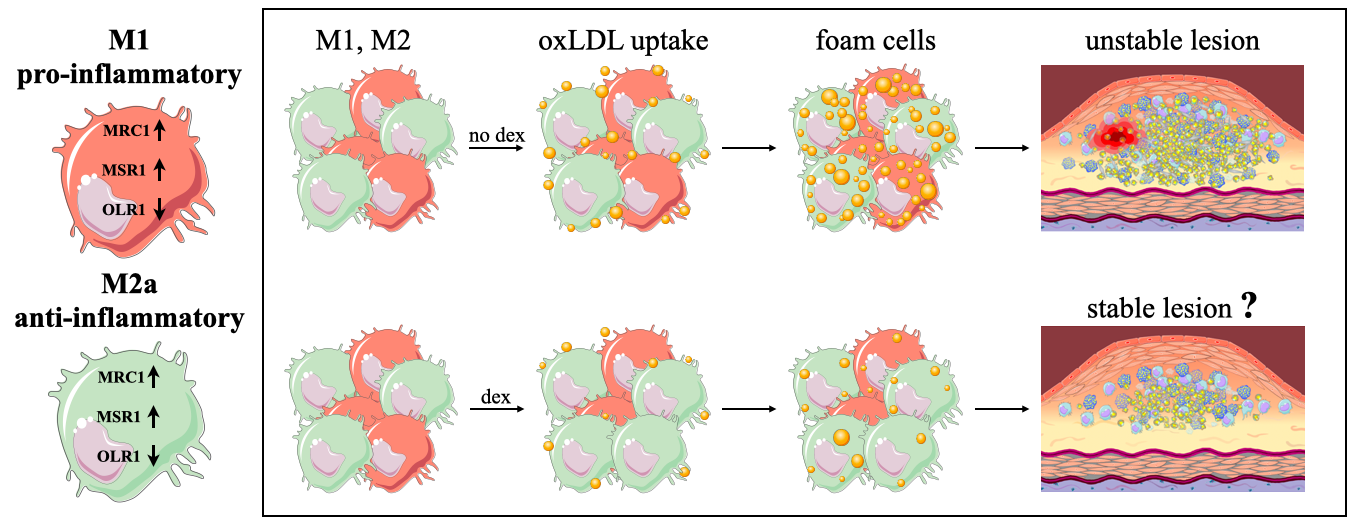 M1
pro-inflammatory
MRC1
MSR1
OLR1
M2a
anti-inflammatory
MRC1
MSR1
OLR1
M1, M2
oxLDL uptake
foam cells
unstable lesion
no dex
stable lesion ?
dex